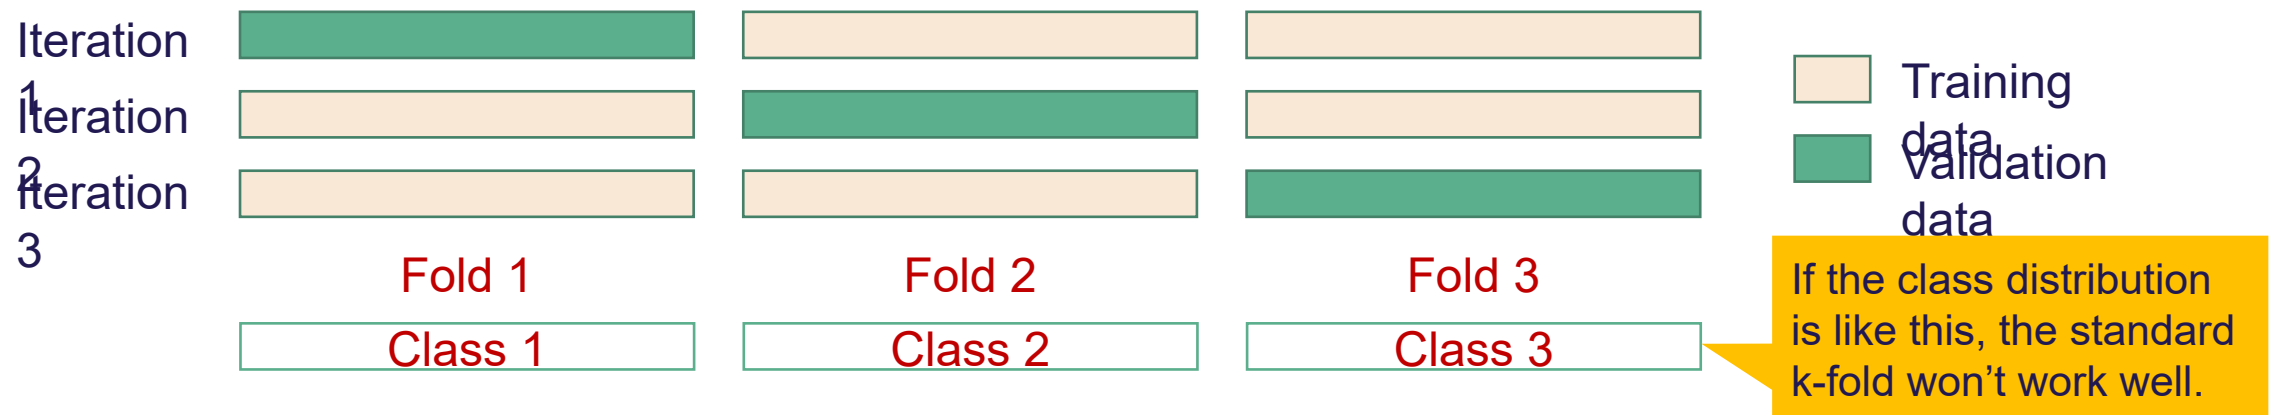 Iteration
1
Iteration
2
Iteration
3
Training
data
Validation
data
Fold 1
Fold 2
Fold 3
Class 1
Class 2
Class 3
If the class distribution
is like this, the standard
k-fold won’t work well.